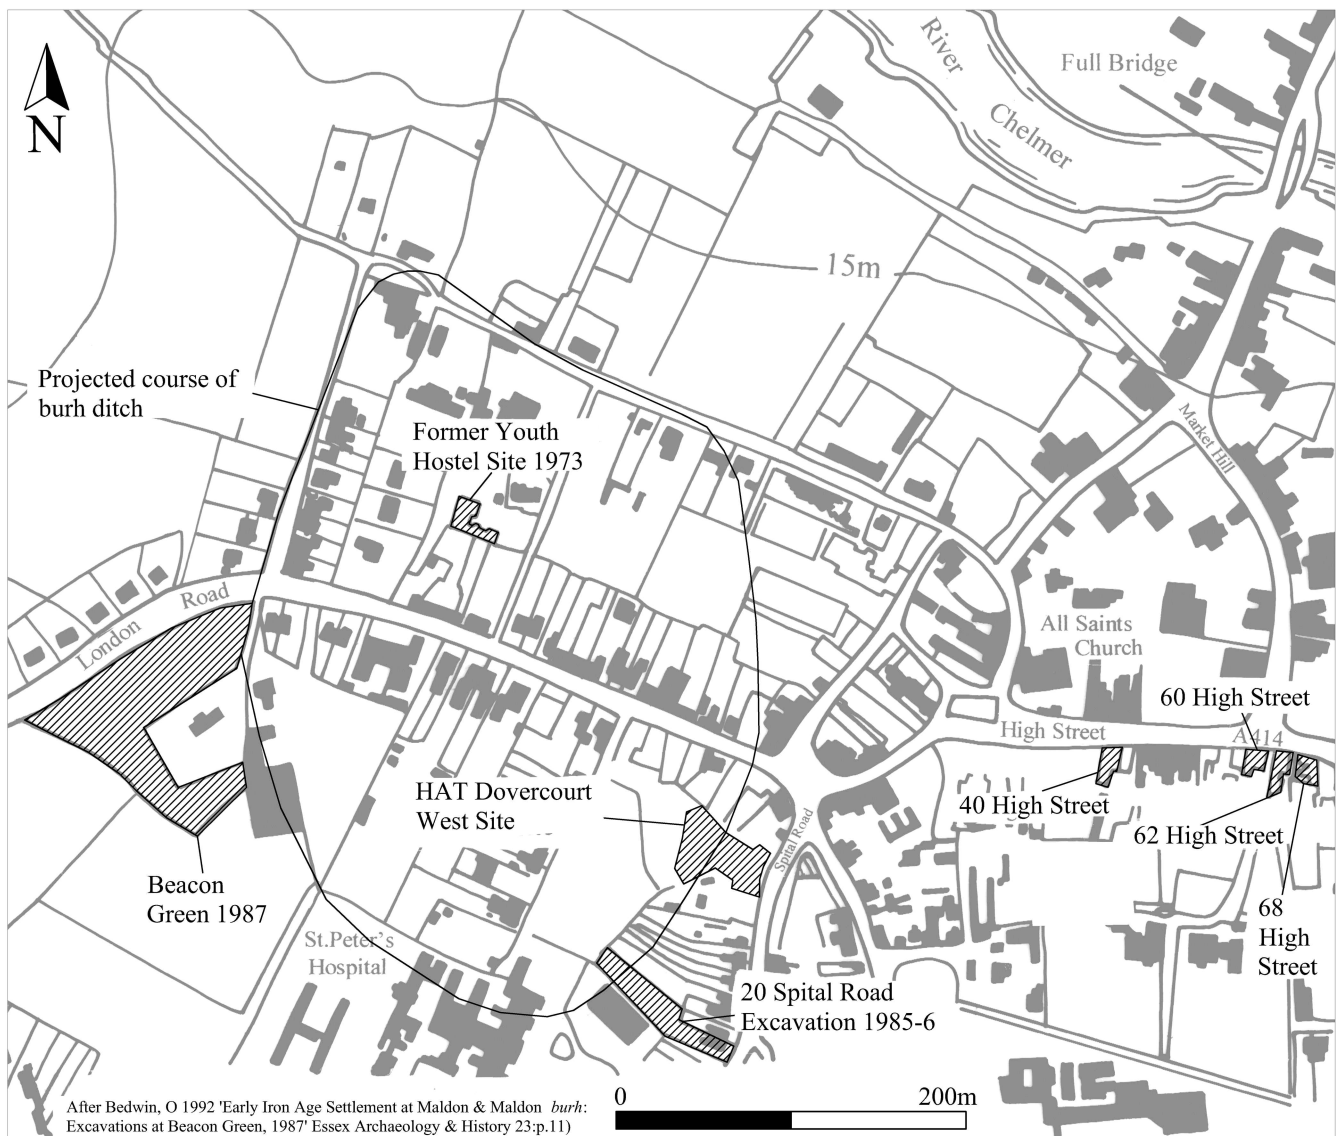 N
River
Chelmer
Full Bridge
15m
Projected course of
burh ditch
Former Youth
Hostel Site 1973
Market Hill
London
Road
All Saints
Church
60 High Street
High Street
A414
40 High Street
62 High Street
68
High
Street
HAT Dovercourt
West Site
Spital Road
Beacon
Green 1987
St.Peter's
Hospital
20 Spital Road
Excavation 1985-6
0
200m
After Bedwin, O 1992 'Early Iron Age Settlement at Maldon & Maldon burh:
Excavations at Beacon Green, 1987' Essex Archaeology & History 23:p.11)